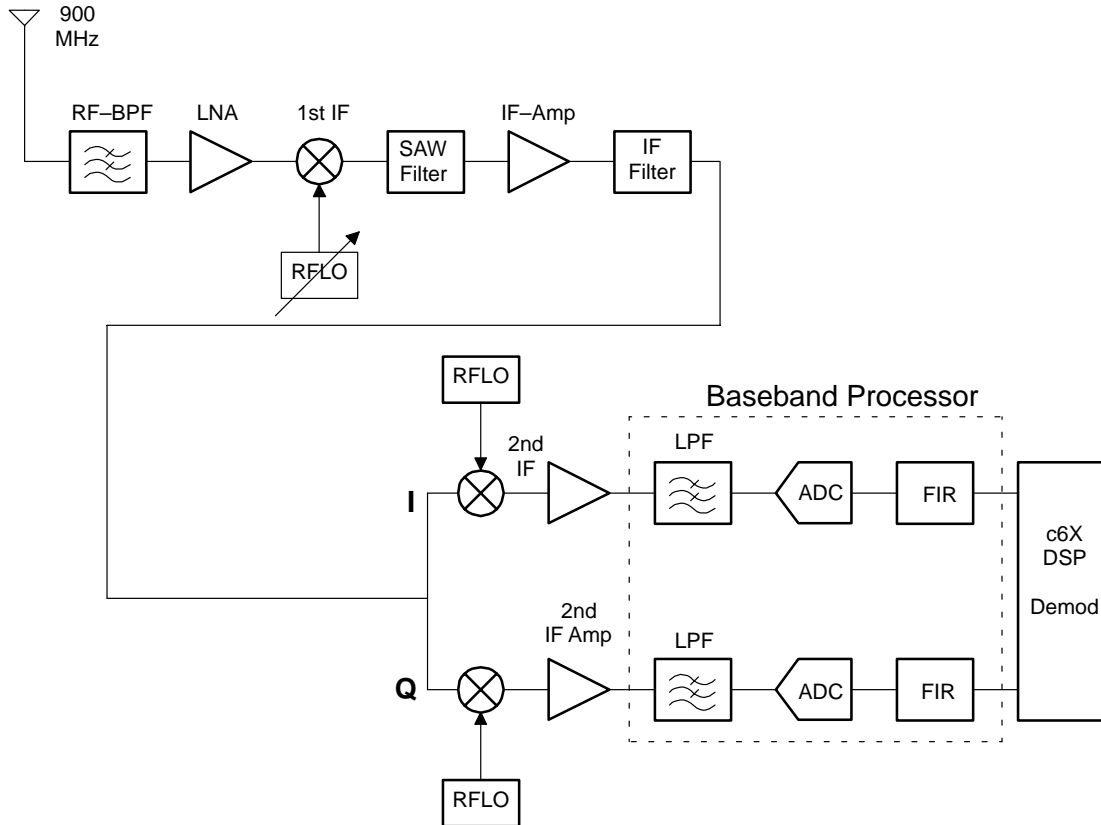 900
MHz
RF–BPF
LNA
1st IF
IF–Amp
SAW
Filter
IF
Filter
RFLO
RFLO
Baseband Processor
2nd
IF
LPF
I
ADC
FIR
c6X
DSP
Demod
2nd
IF Amp
LPF
Q
ADC
FIR
RFLO